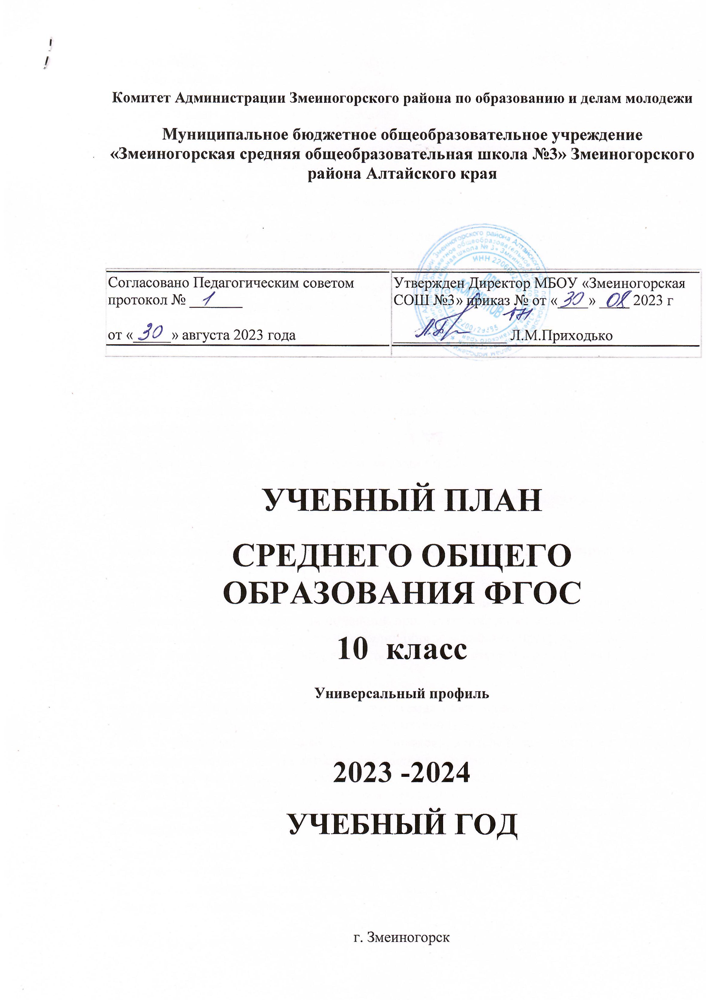 Комитет Администрации Змеиногорского района по образованию и делам молодежи
Муниципальное бюджетное общеобразовательное учреждение
«Змеиногорская средняя общеобразовательная школа №3» Змеиногорского
района Алтайского края
Согласовано Педагогическим советом
протокол № 1
от «30» августа 2023 года
Утвержден Директор МБОУ «Змеиногорская
СОШ №3» приказ № от «30» 08 2023 г
171
Л.М.Приходько
ДЛЯ
ДОКУМЕНТОВ
УЧЕБНЫЙ ПЛАН
СРЕДНЕГО ОБЩЕГО
ОБРАЗОВАНИЯ ФГОС
10 класс
Универсальный профиль
2023 -2024
УЧЕБНЫЙ ГОД
г. Змеиногорск